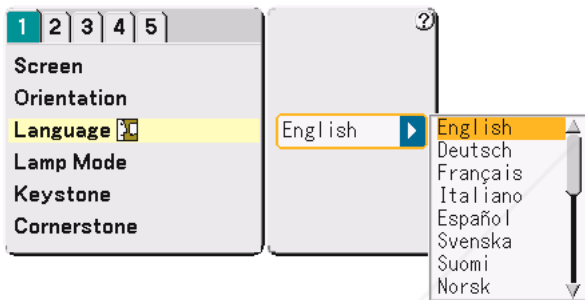 1 2 3 4 5
?
Screen
Orientation
Language
Lamp Mode
Keystone
Cornerstone
English
English
Deutsch
Français
Italiano
Español
Svenska
Suomi
Norsk